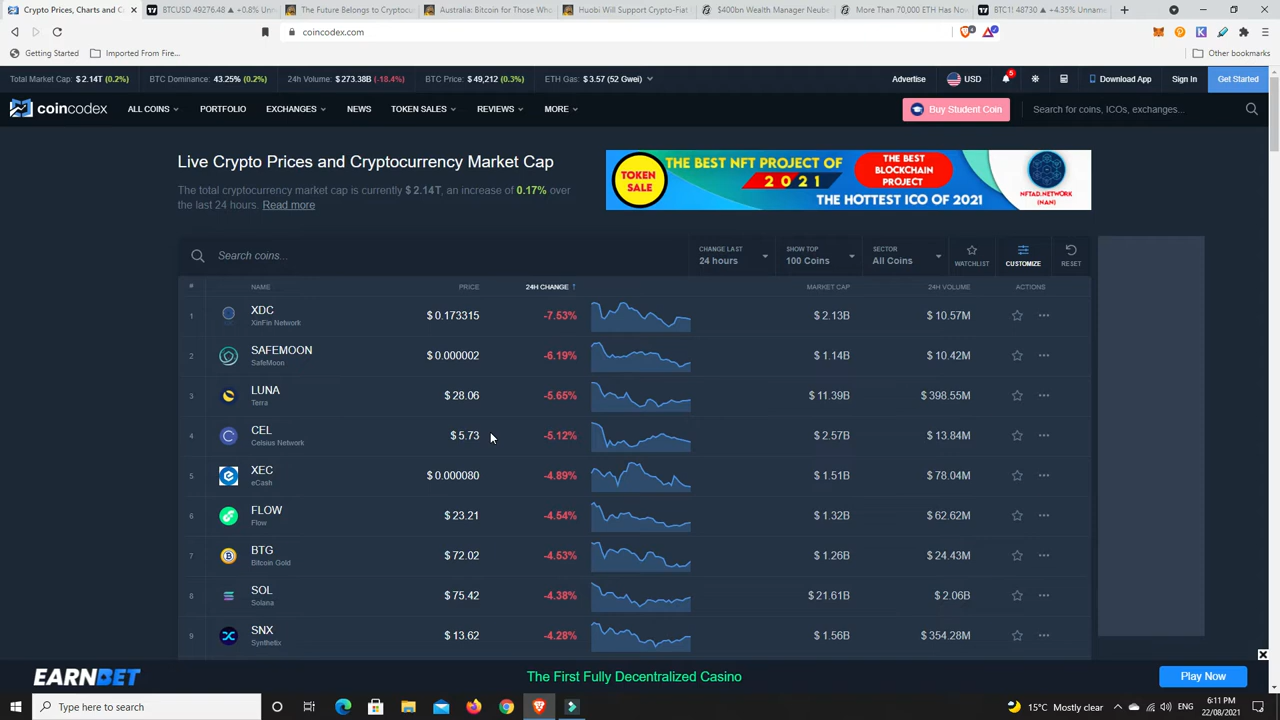 Crypto Prices, Charts and Cr
BTCUSD 49276.48 ▲ +0.8% Unn
The Future Belongs to Cryptocu
Australia: Bitcoin for Those Who
Huobi Will Support Crypto-Fiat
$400bn Wealth Manager Neube
More Than 70,000 ETH Has Nov
BTC1! 48730 ▲ +4.35% Unname
coincodex.com
Getting Started
Imported From Fire...
Other bookmarks
Total Market Cap: $ 2.14T (0.2%)
BTC Dominance: 43.25% (0.2%)
24h Volume: $ 273.38B (-18.4%)
BTC Price: $ 49,212 (0.3%)
ETH Gas: $ 3.57 (52 Gwei)
Advertise
USD
5
Download App
Sign In
Get Started
coincodex
ALL COINS
PORTFOLIO
EXCHANGES
NEWS
TOKEN SALES
REVIEWS
MORE
Buy Student Coin
Search for coins, ICOs, exchanges...
Live Crypto Prices and Cryptocurrency Market Cap
The total cryptocurrency market cap is currently $ 2.14T, an increase of 0.17% over
the last 24 hours. Read more
TOKEN
SALE
THE BEST NFT PROJECT OF
2021
THE BEST
BLOCKCHAIN
PROJECT
THE HOTTEST ICO OF 2021
NFTAD.NETWORK
(NAN)
Search coins...
CHANGE LAST
24 hours
SHOW TOP
100 Coins
SECTOR
All Coins
WATCHLIST
CUSTOMIZE
RESET
# NAME PRICE 24H CHANGE ↑ MARKET CAP 24H VOLUME ACTIONS
1 XDC $ 0.173315 -7.53% $ 2.13B $ 10.57M
XinFin Network
2 SAFEMOON $ 0.000002 -6.19% $ 1.14B $ 10.42M
SafeMoon
3 LUNA $ 28.06 -5.65% $ 11.39B $ 398.55M
Terra
4 CEL $ 5.73 -5.12% $ 2.57B $ 13.84M
Celsius Network
5 XEC $ 0.000080 -4.89% $ 1.51B $ 78.04M
eCash
6 FLOW $ 23.21 -4.54% $ 1.32B $ 62.62M
Flow
7 BTG $ 72.02 -4.53% $ 1.26B $ 24.43M
Bitcoin Gold
8 SOL $ 75.42 -4.38% $ 21.61B $ 2.06B
Solana
9 SNX $ 13.62 -4.28% $ 1.56B $ 354.28M
Synthetix
EARNBET
The First Fully Decentralized Casino
Play Now
Type here to search
15°C Mostly clear
ENG
6:11 PM
22/08/2021